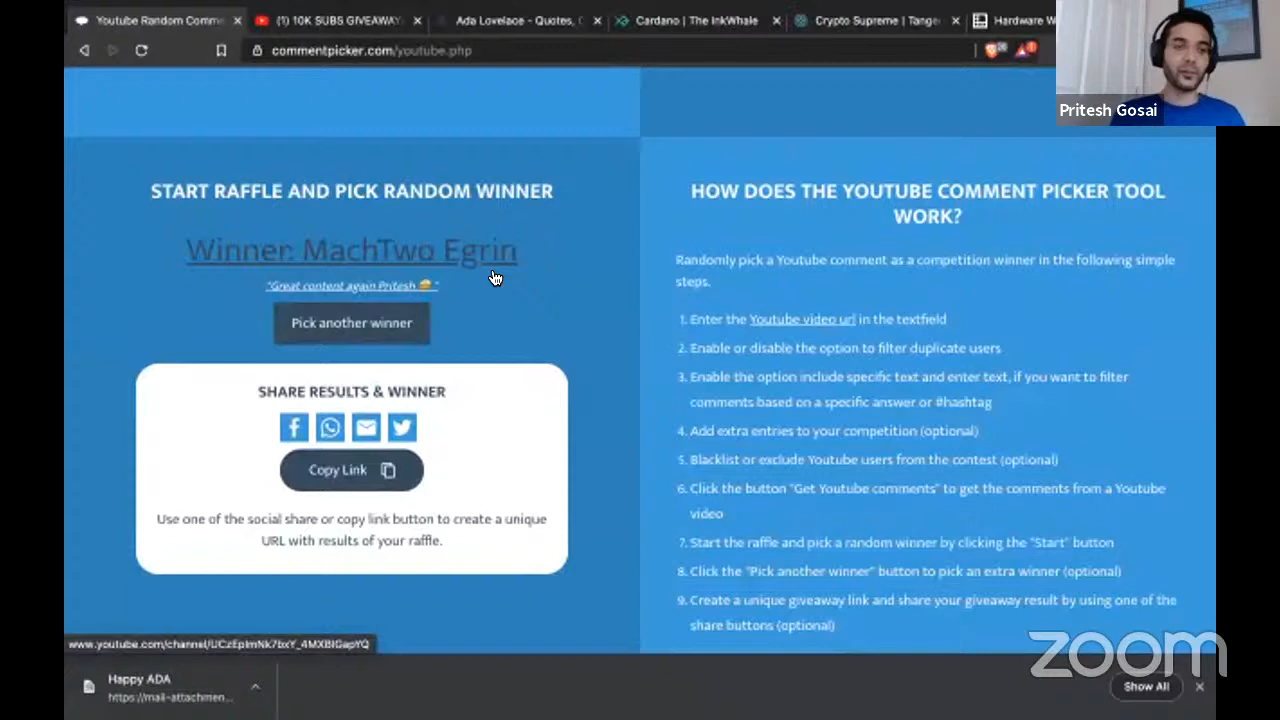 Youtube Random Comme
(1) 10K SUBS GIVEAWAY
Ada Lovelace - Quotes,
Cardano | The InkWhale
Crypto Supreme | Tange
Hardware W
commentpicker.com/youtube.php
Pritesh Gosai
START RAFFLE AND PICK RANDOM WINNER
Winner: MachTwo Egrin
"Great content again Pritesh 😄 "
Pick another winner
SHARE RESULTS & WINNER
Copy Link
Use one of the social share or copy link button to create a unique
URL with results of your raffle.
HOW DOES THE YOUTUBE COMMENT PICKER TOOL
WORK?
Randomly pick a Youtube comment as a competition winner in the following simple
steps.
1. Enter the Youtube video url in the textfield
2. Enable or disable the option to filter duplicate users
3. Enable the option include specific text and enter text, if you want to filter
comments based on a specific answer or #hashtag
4. Add extra entries to your competition (optional)
5. Blacklist or exclude Youtube users from the contest (optional)
6. Click the button "Get Youtube comments" to get the comments from a Youtube
video
7. Start the raffle and pick a random winner by clicking the "Start" button
8. Click the "Pick another winner" button to pick an extra winner (optional)
9. Create a unique giveaway link and share your giveaway result by using one of the
share buttons (optional)
zoom
Happy ADA
https://mail-attachmen...
Show All